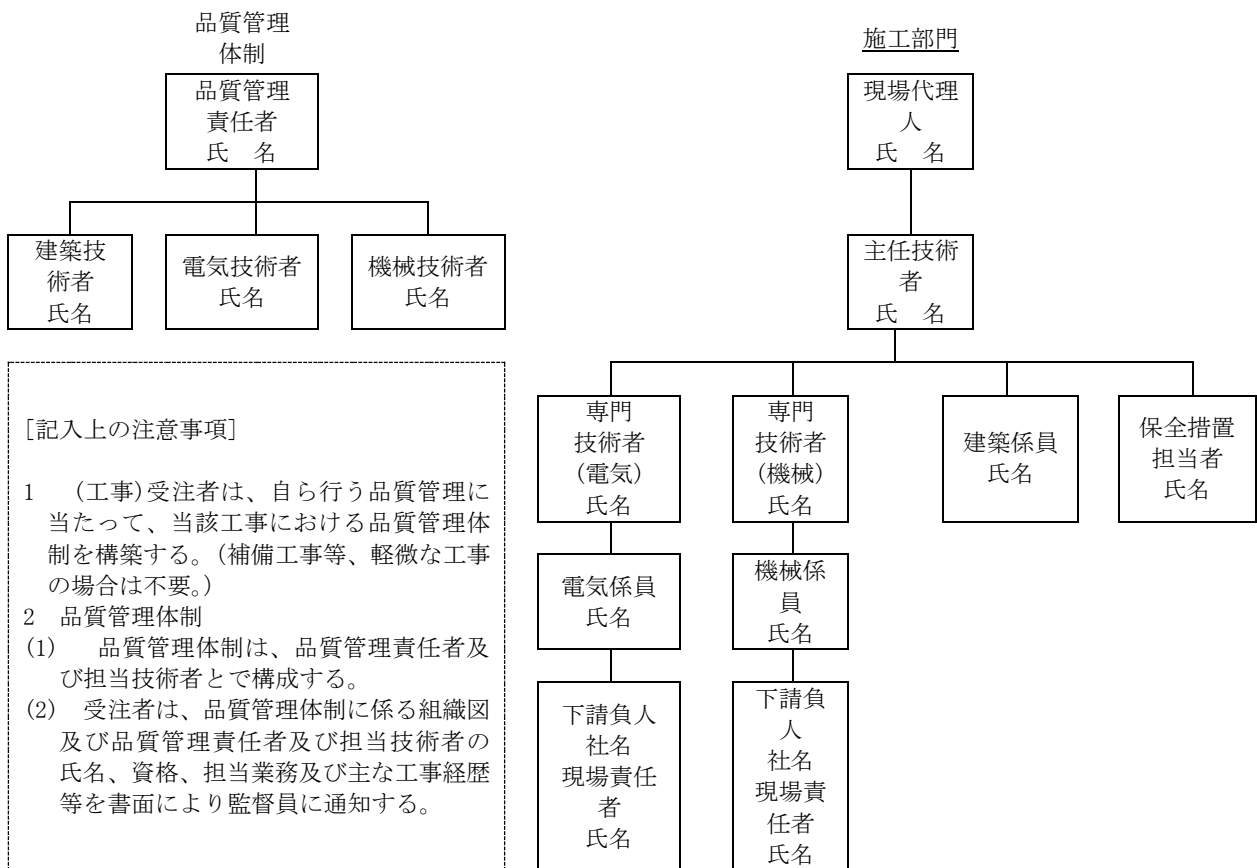 品質管理
体制
品質管理
責任者
氏　名
建築技
術者
氏名
電気技術者
氏名
機械技術者
氏名
[記入上の注意事項]
1　(工事)受注者は、自ら行う品質管理に
当たって、当該工事における品質管理体
制を構築する。(補備工事等、軽微な工事
の場合は不要。)
2　品質管理体制
(1)　品質管理体制は、品質管理責任者及
び担当技術者とで構成する。
(2)　受注者は、品質管理体制に係る組織図
及び品質管理責任者及び担当技術者の
氏名、資格、担当業務及び主な工事経歴
等を書面により監督員に通知する。
施工部門
現場代理
人
氏　名
主任技術
者
氏　名
専門
技術者
(電気)
氏名
電気係員
氏名
下請負人
社名
現場責任
者
氏名
専門
技術者
(機械)
氏名
機械係
員
氏名
下請負
人
社名
現場責
任者
氏名
建築係員
氏名
保全措置
担当者
氏名